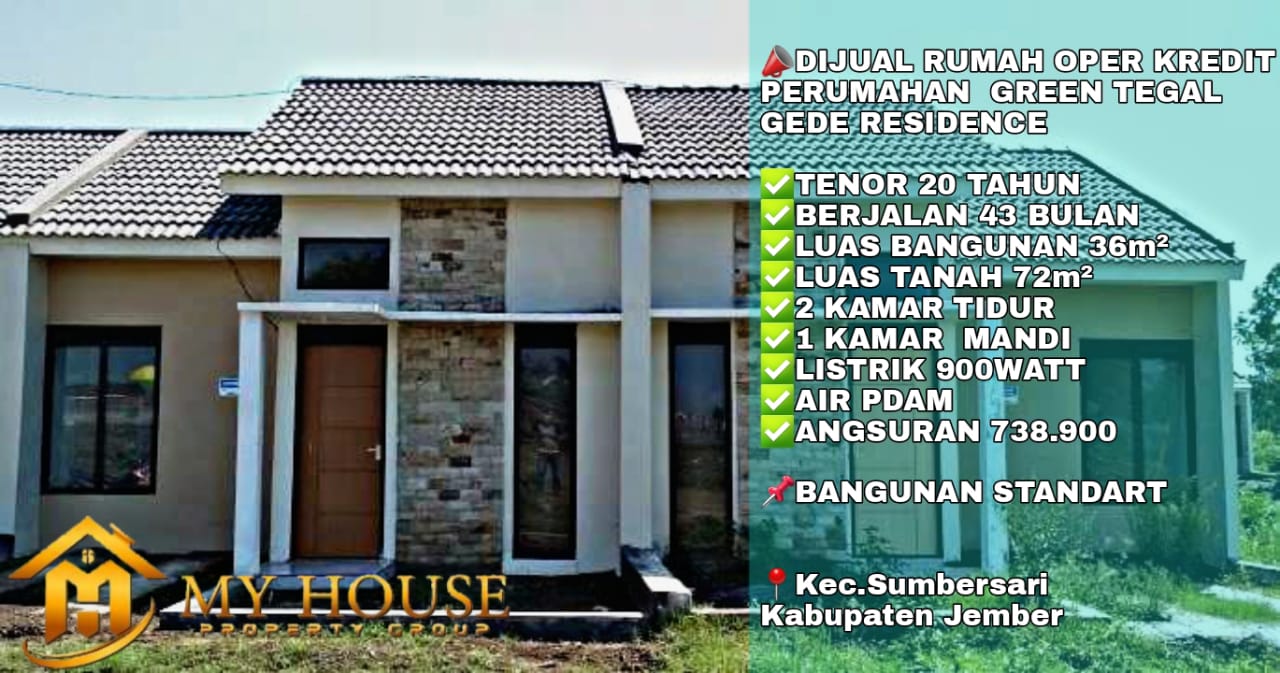 📣DIJUAL RUMAH OPER KREDIT
PERUMAHAN GREEN TEGAL
GEDE RESIDENCE
✅TENOR 20 TAHUN
✅BERJALAN 43 BULAN
✅LUAS BANGUNAN 36m²
✅LUAS TANAH 72m²
✅2 KAMAR TIDUR
✅1 KAMAR MANDI
✅LISTRIK 900WATT
✅AIR PDAM
✅ANGSURAN 738.900
📌BANGUNAN STANDART
📍Kec.Sumbersari
Kabupaten Jember
MY HOUSE
PROPERTY GROUP